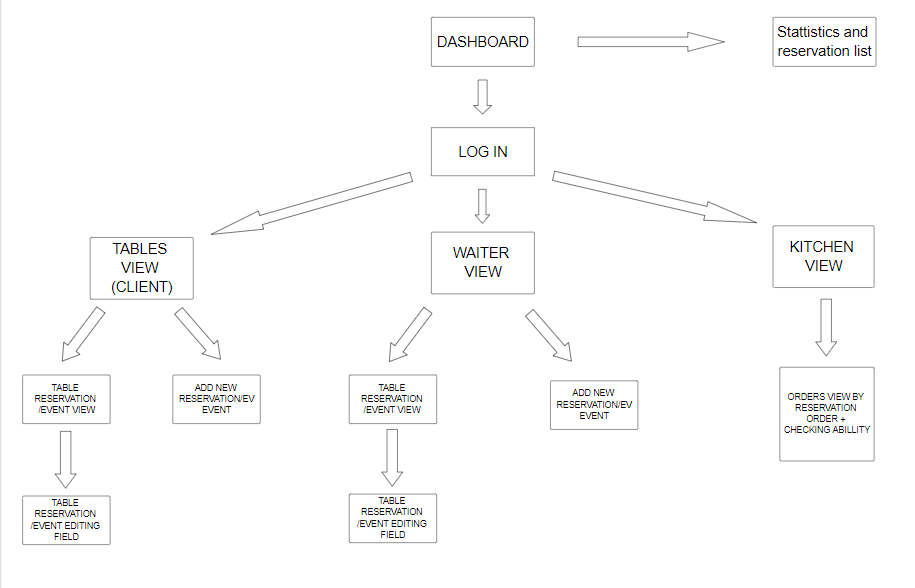 DASHBOARD
Stattistics and
reservation list
LOG IN
TABLES
VIEW
(CLIENT)
WAITER
VIEW
KITCHEN
VIEW
TABLE
RESERVATION
/EVENT VIEW
ADD NEW
RESERVATION/EV
EVENT
TABLE
RESERVATION
/EVENT VIEW
ADD NEW
RESERVATION/EV
EVENT
ORDERS VIEW BY
RESERVATION
ORDER +
CHECKING ABILLITY
TABLE
RESERVATION
/EVENT EDITING
FIELD
TABLE
RESERVATION
/EVENT EDITING
FIELD